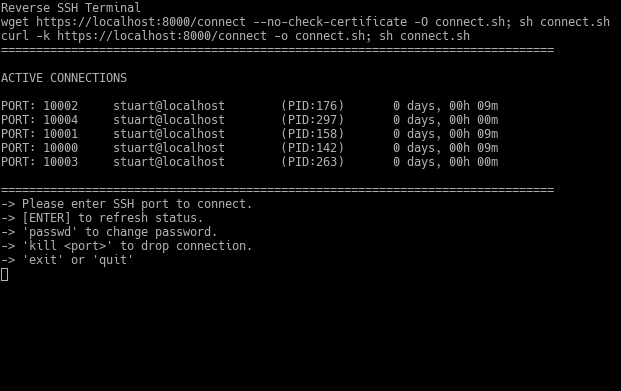 Reverse SSH Terminal
wget https://localhost:8000/connect --no-check-certificate -O connect.sh; sh connect.sh
curl -k https://localhost:8000/connect -o connect.sh; sh connect.sh
===============================================================================
ACTIVE CONNECTIONS
PORT: 10002     stuart@localhost        (PID:176)       0 days, 00h 09m
PORT: 10004     stuart@localhost        (PID:297)       0 days, 00h 00m
PORT: 10001     stuart@localhost        (PID:158)       0 days, 00h 09m
PORT: 10000     stuart@localhost        (PID:142)       0 days, 00h 09m
PORT: 10003     stuart@localhost        (PID:263)       0 days, 00h 00m
===============================================================================
-> Please enter SSH port to connect.
-> [ENTER] to refresh status.
-> 'passwd' to change password.
-> 'kill <port>' to drop connection.
-> 'exit' or 'quit'